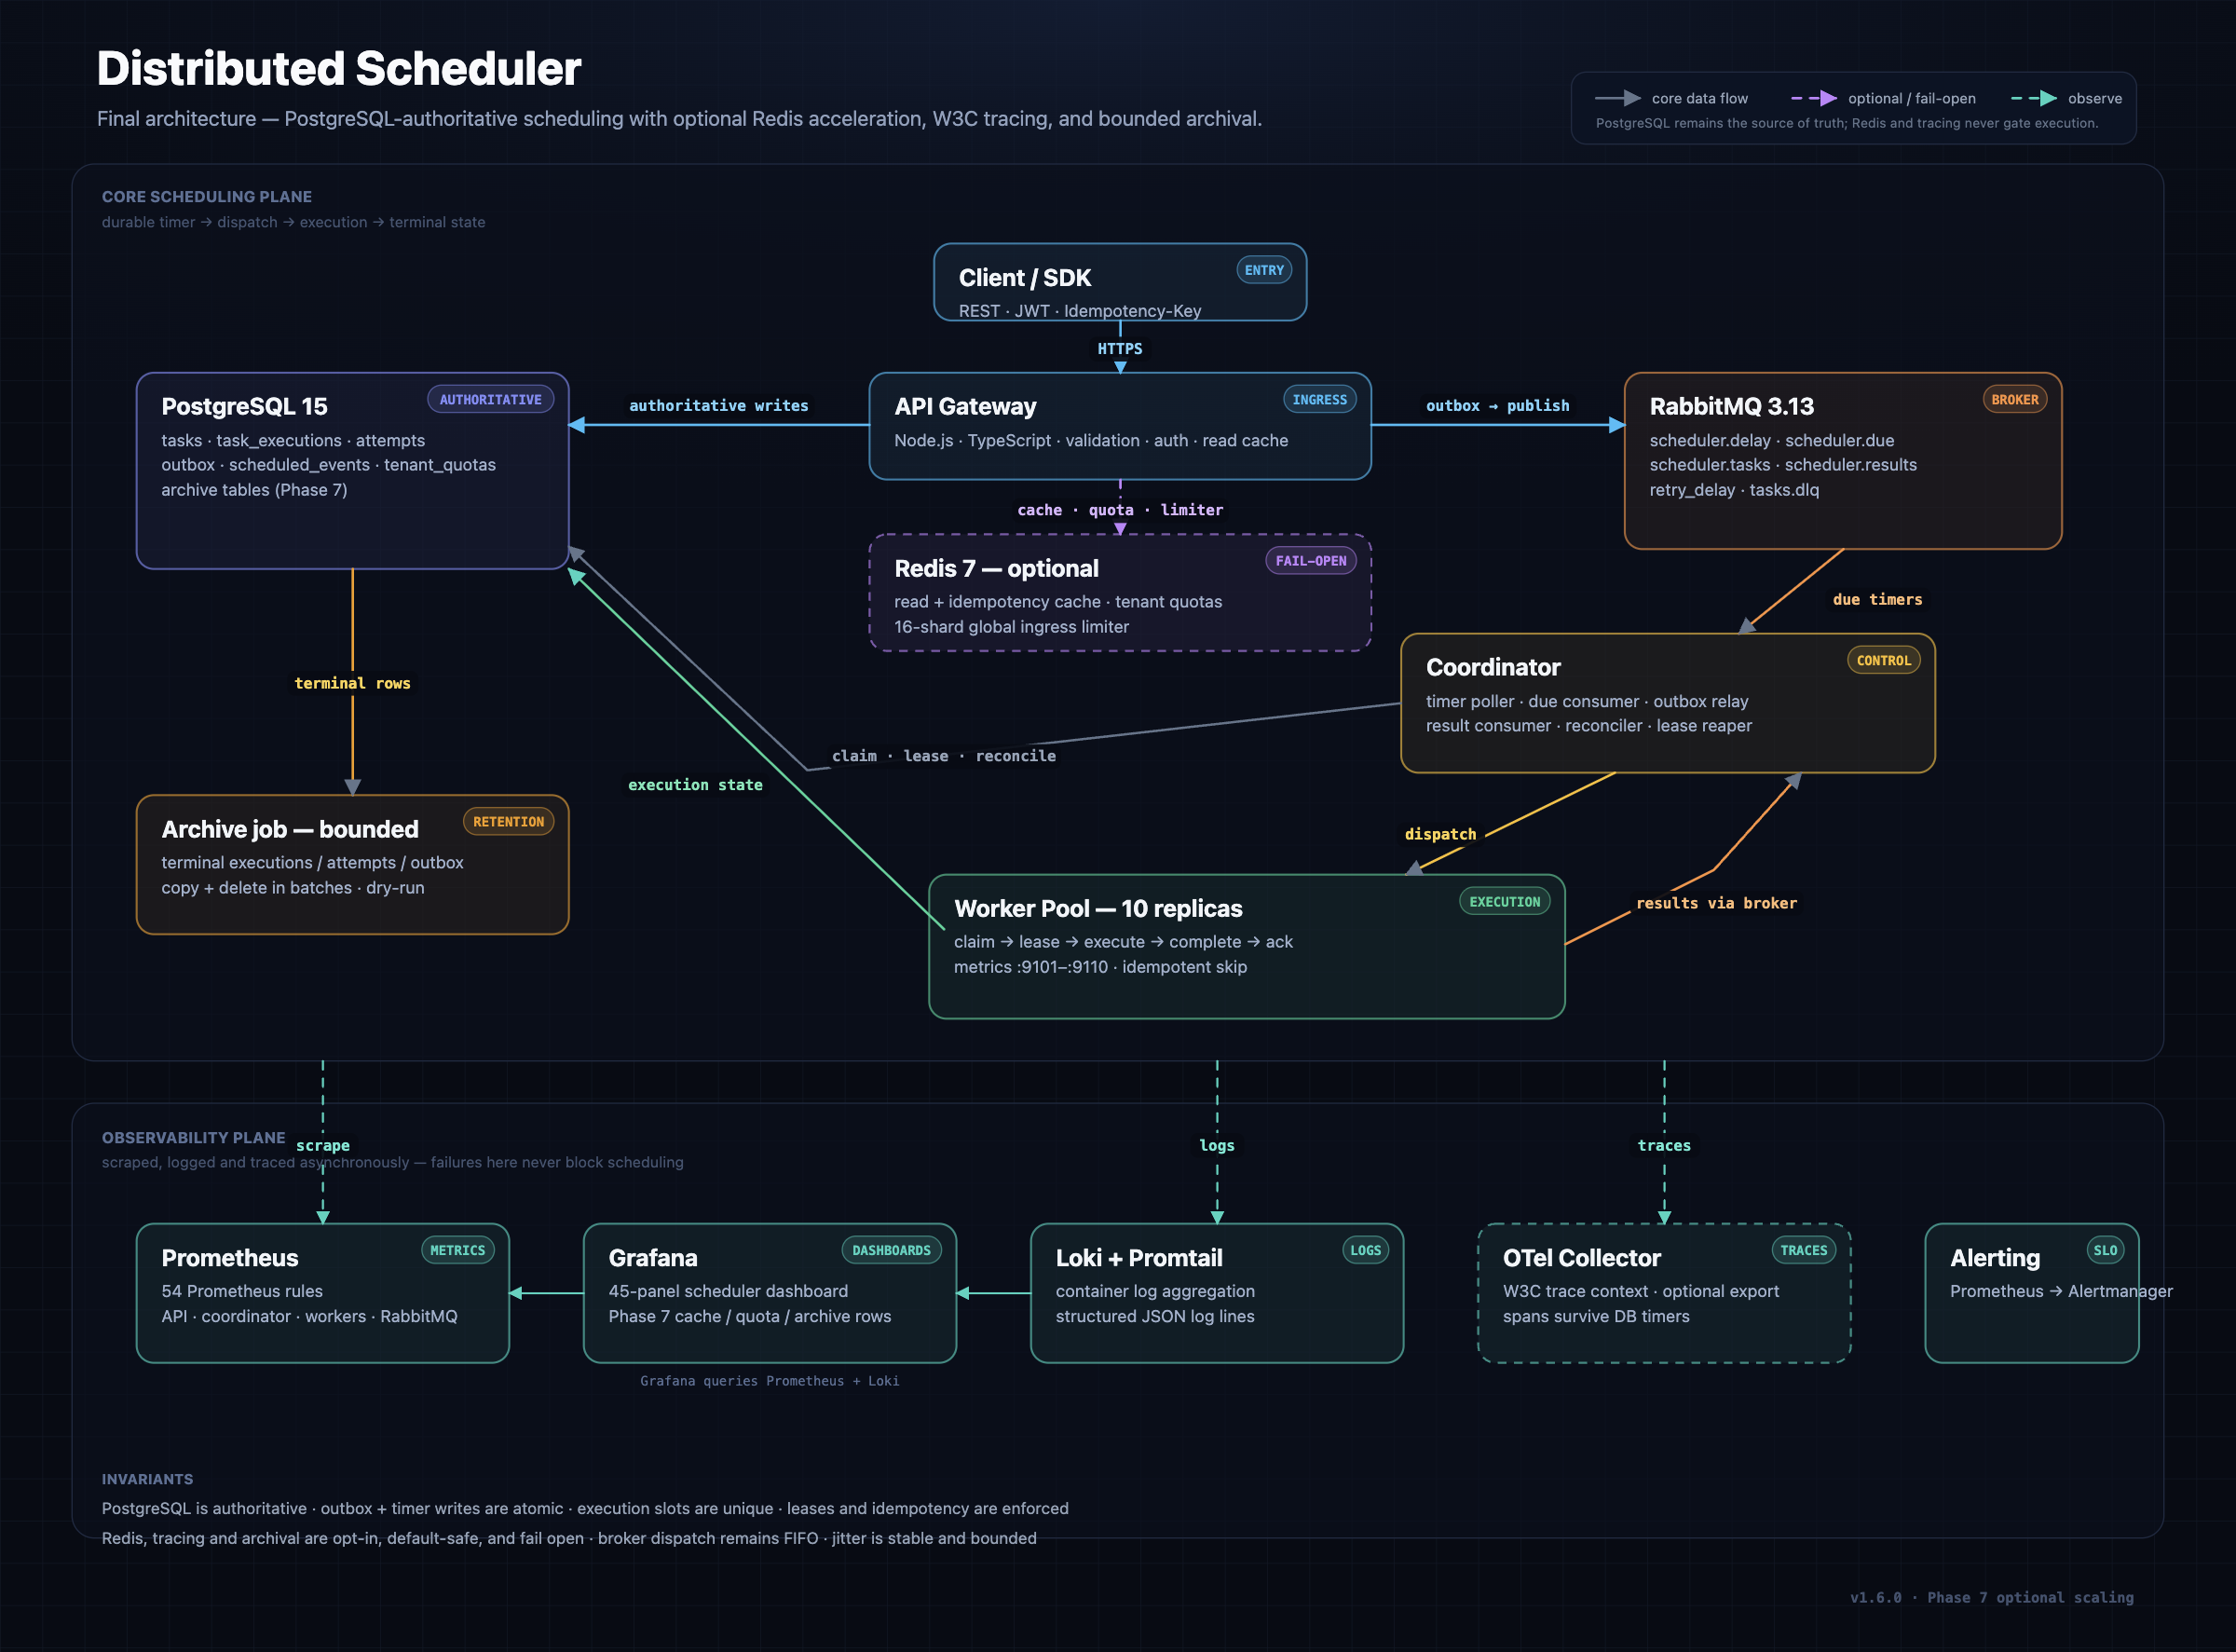 Distributed Scheduler
Final architecture — PostgreSQL-authoritative scheduling with optional Redis acceleration, W3C tracing, and bounded archival.
core data flow
optional / fail-open
observe
PostgreSQL remains the source of truth; Redis and tracing never gate execution.
CORE SCHEDULING PLANE
durable timer → dispatch → execution → terminal state
Client / SDK
ENTRY
REST · JWT · Idempotency-Key
HTTPS
PostgreSQL 15
AUTHORITATIVE
tasks · task_executions · attempts
outbox · scheduled_events · tenant_quotas
archive tables (Phase 7)
authoritative writes
API Gateway
INGRESS
Node.js · TypeScript · validation · auth · read cache
outbox → publish
RabbitMQ 3.13
BROKER
scheduler.delay · scheduler.due
scheduler.tasks · scheduler.results
retry_delay · tasks.dlq
cache · quota · limiter
Redis 7 — optional
FAIL-OPEN
read + idempotency cache · tenant quotas
16-shard global ingress limiter
due timers
Coordinator
CONTROL
timer poller · due consumer · outbox relay
result consumer · reconciler · lease reaper
terminal rows
claim · lease · reconcile
execution state
dispatch
Archive job — bounded
RETENTION
terminal executions / attempts / outbox
copy + delete in batches · dry-run
Worker Pool — 10 replicas
EXECUTION
claim → lease → execute → complete → ack
metrics :9101–:9110 · idempotent skip
results via broker
OBSERVABILITY PLANE
scraped, logged and traced asynchronously — failures here never block scheduling
scrape
logs
traces
Prometheus
METRICS
54 Prometheus rules
API · coordinator · workers · RabbitMQ
Grafana
DASHBOARDS
45-panel scheduler dashboard
Phase 7 cache / quota / archive rows
Loki + Promtail
LOGS
container log aggregation
structured JSON log lines
OTel Collector
TRACES
W3C trace context · optional export
spans survive DB timers
Alerting
SLO
Prometheus → Alertmanager
Grafana queries Prometheus + Loki
INVARIANTS
PostgreSQL is authoritative · outbox + timer writes are atomic · execution slots are unique · leases and idempotency are enforced
Redis, tracing and archival are opt-in, default-safe, and fail open · broker dispatch remains FIFO · jitter is stable and bounded
v1.6.0 · Phase 7 optional scaling